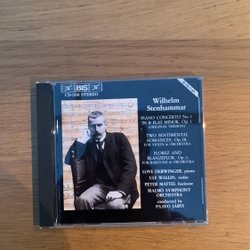 BIS
CD-550 STEREO
Wilhelm
Stenhammar
PIANO CONCERTO No. 1
IN B FLAT MINOR, Op. 1
(ORIGINAL VERSION)
TWO SENTIMENTAL
ROMANCES, Op. 28,
FOR VIOLIN & ORCHESTRA
FLOREZ AND
BLANZEFLOR, Op. 3,
FOR BARITONE & ORCHESTRA
LOVE DERWINGER, piano
ULF WALLIN, violin
PETER MATTEI, baritone
MALMÖ SYMPHONY
ORCHESTRA
conducted by
PAAVO JÄRVI